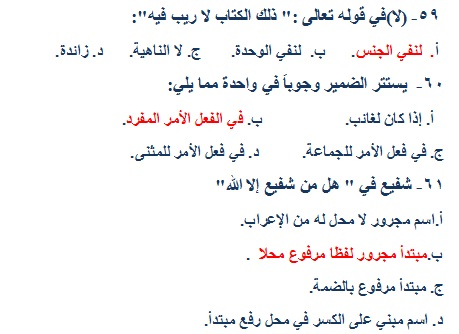 ٥٩- (لا)في قوله تعالى :" ذلك الكتاب لا ريب فيه":
أ. لنفي الجنس. ب. لنفي الوحدة. ج. لا الناهية. د. زائدة.
٦٠- يستتر الضمير وجوباً في واحدة مما يلي:
أ. إذا كان لغائب. ب. في الفعل الأمر المفرد.
ج. في فعل الأمر للجماعة. د. في فعل الأمر للمثنى.
٦١- شفيع في " هل من شفيع إلا الله"
أ.اسم مجرور لا محل له من الإعراب.
ب.مبتدأ مجرور لفظا مرفوع محلا .
ج. مبتدأ مرفوع بالضمة.
د. اسم مبني على الكسر في محل رفع مبتدأ.